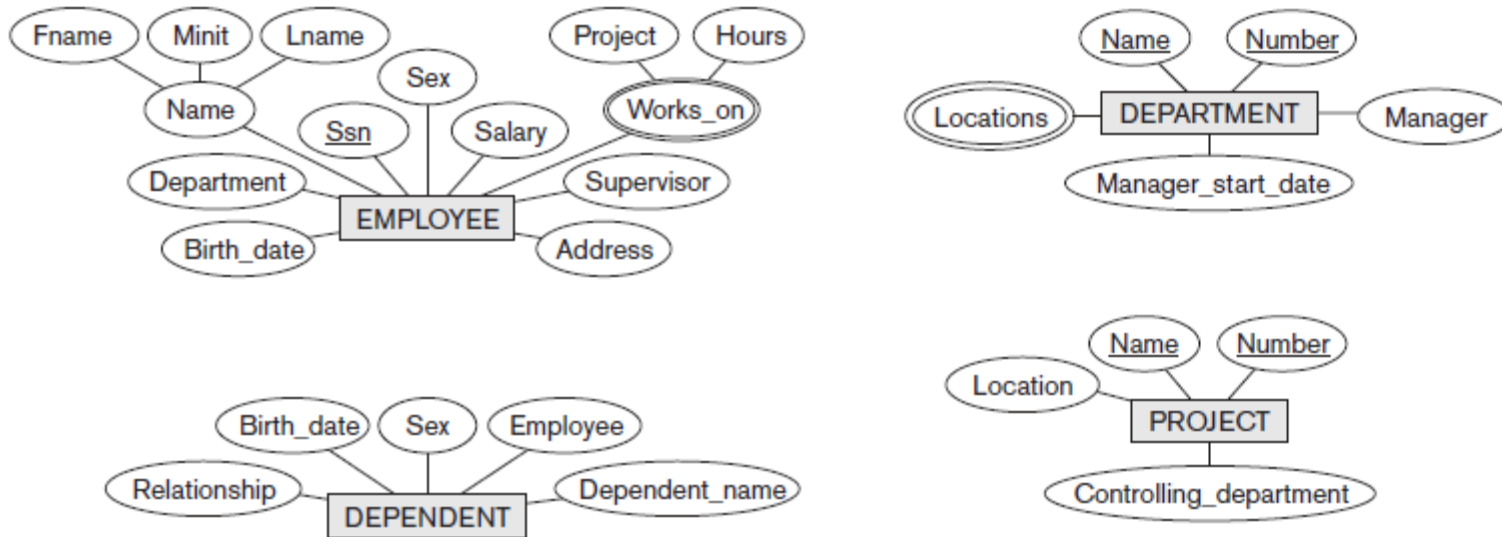 Fname
Minit
Lname
Name
Sex
Ssn
Salary
Project
Hours
Works_on
Department
Supervisor
EMPLOYEE
Birth_date
Address
Name
Number
Locations
DEPARTMENT
Manager
Manager_start_date
Birth_date
Sex
Employee
Relationship
Dependent_name
DEPENDENT
Name
Number
Location
PROJECT
Controlling_department